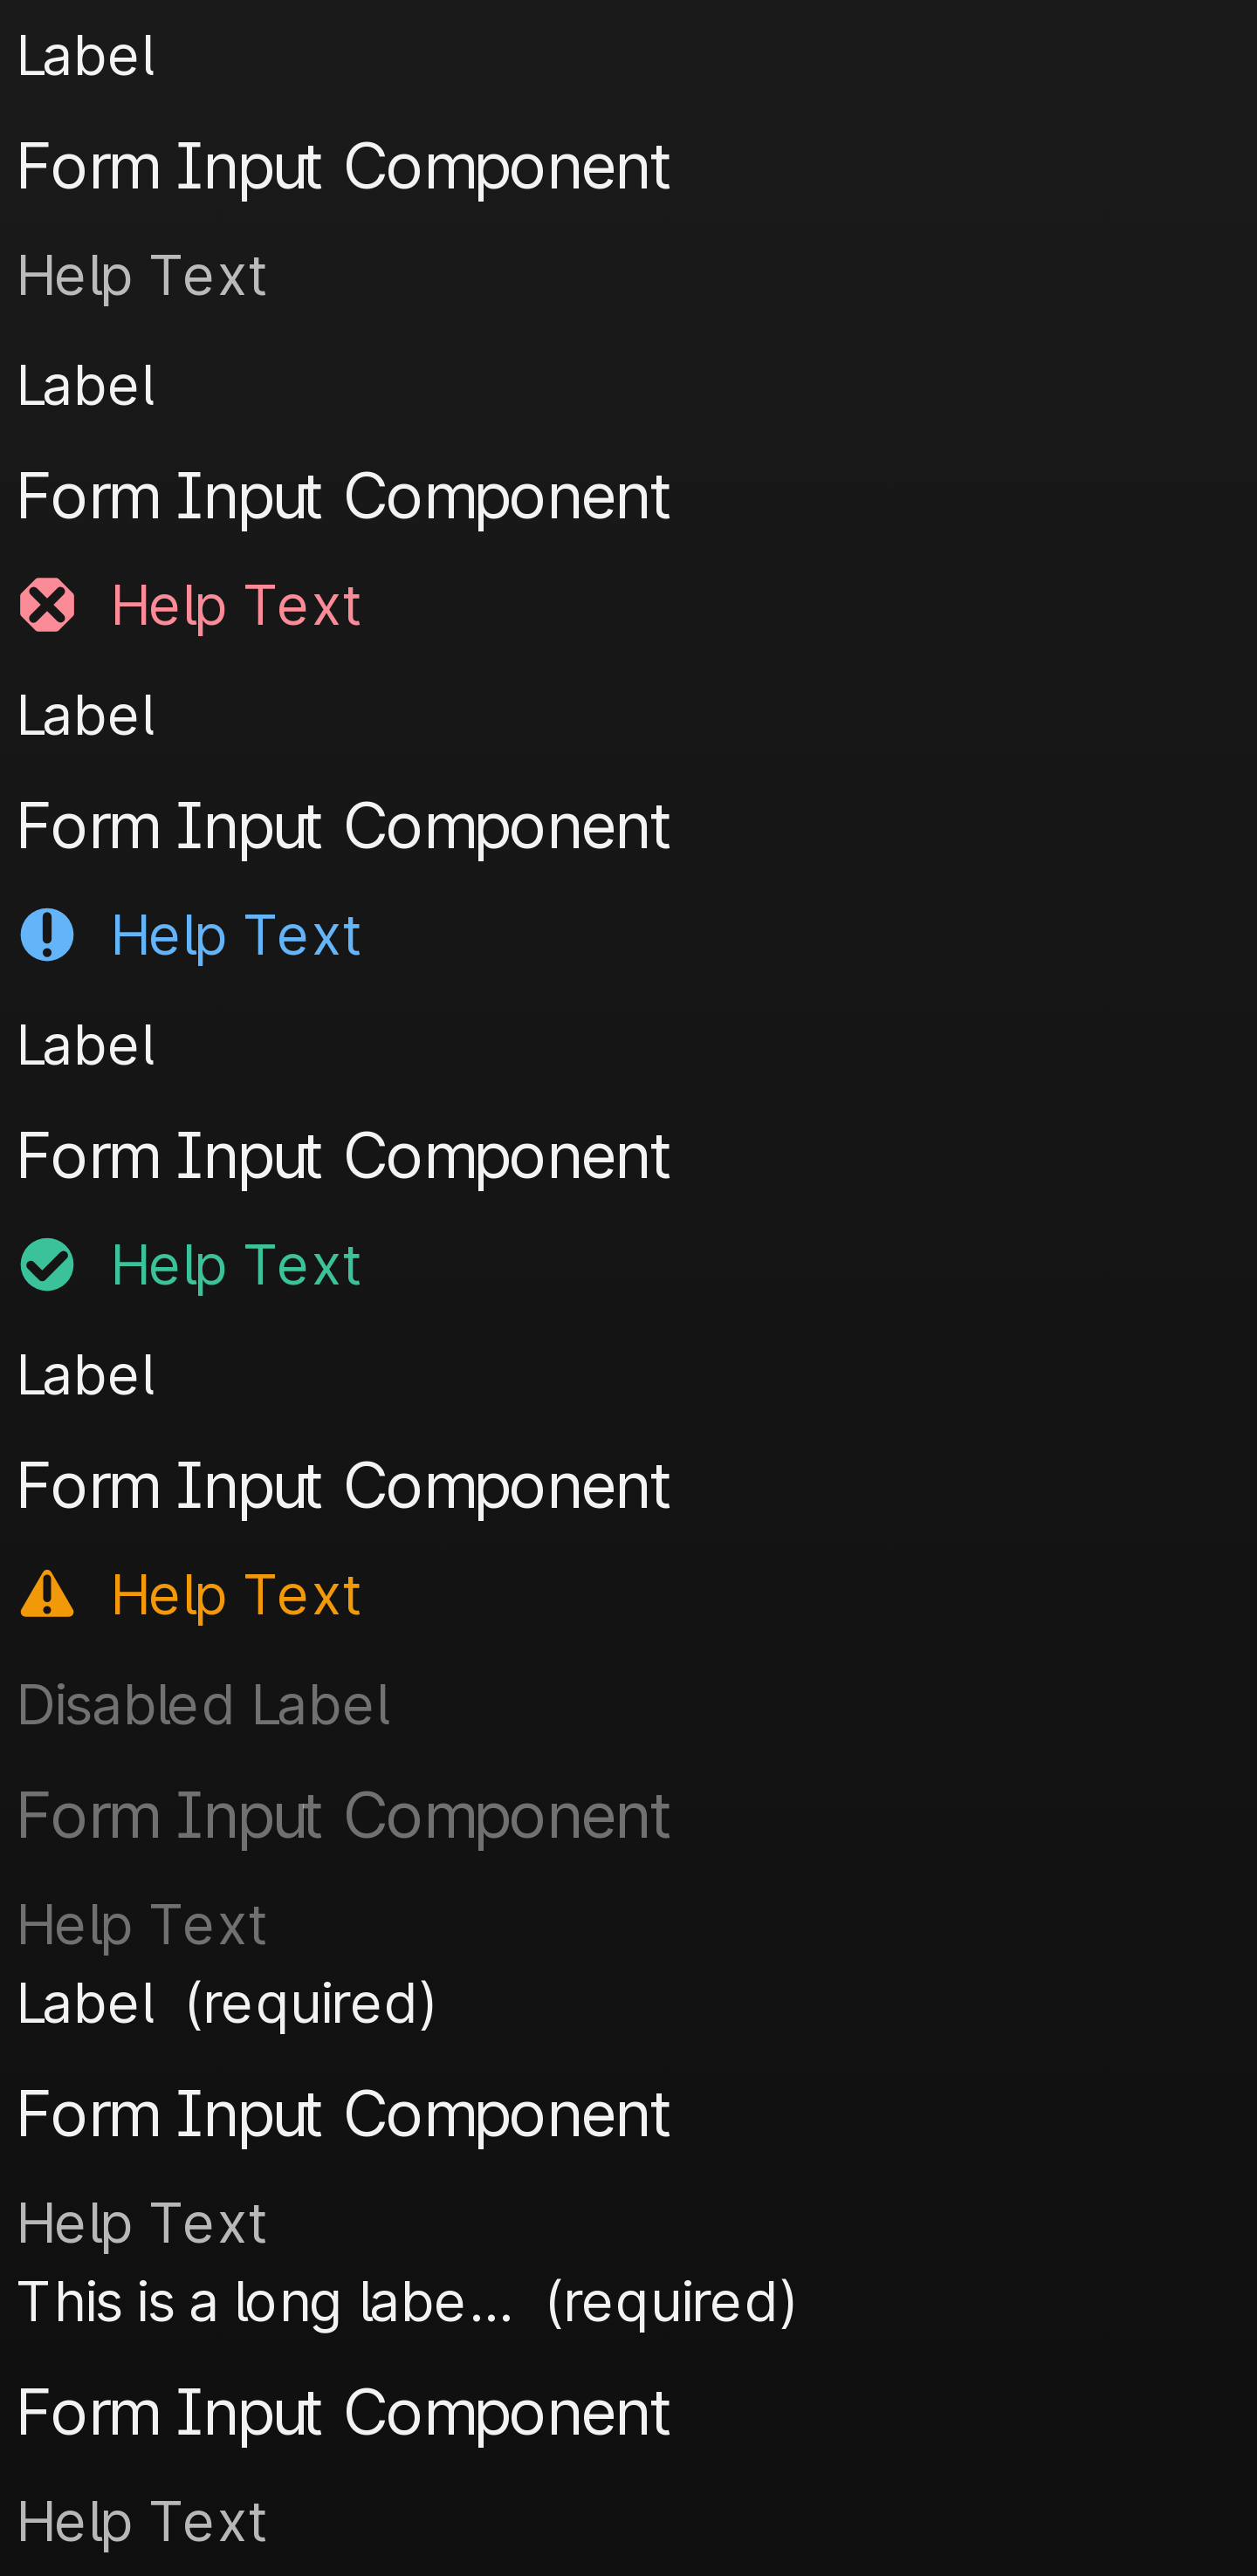 Label
Form Input Component
Help Text
Label
Form Input Component
Help Text
Label
Form Input Component
Help Text
Label
Form Input Component
Help Text
Label
Form Input Component
Help Text
Disabled Label
Form Input Component
Help Text
Label (required)
Form Input Component
Help Text
This is a long labe... (required)
Form Input Component
Help Text